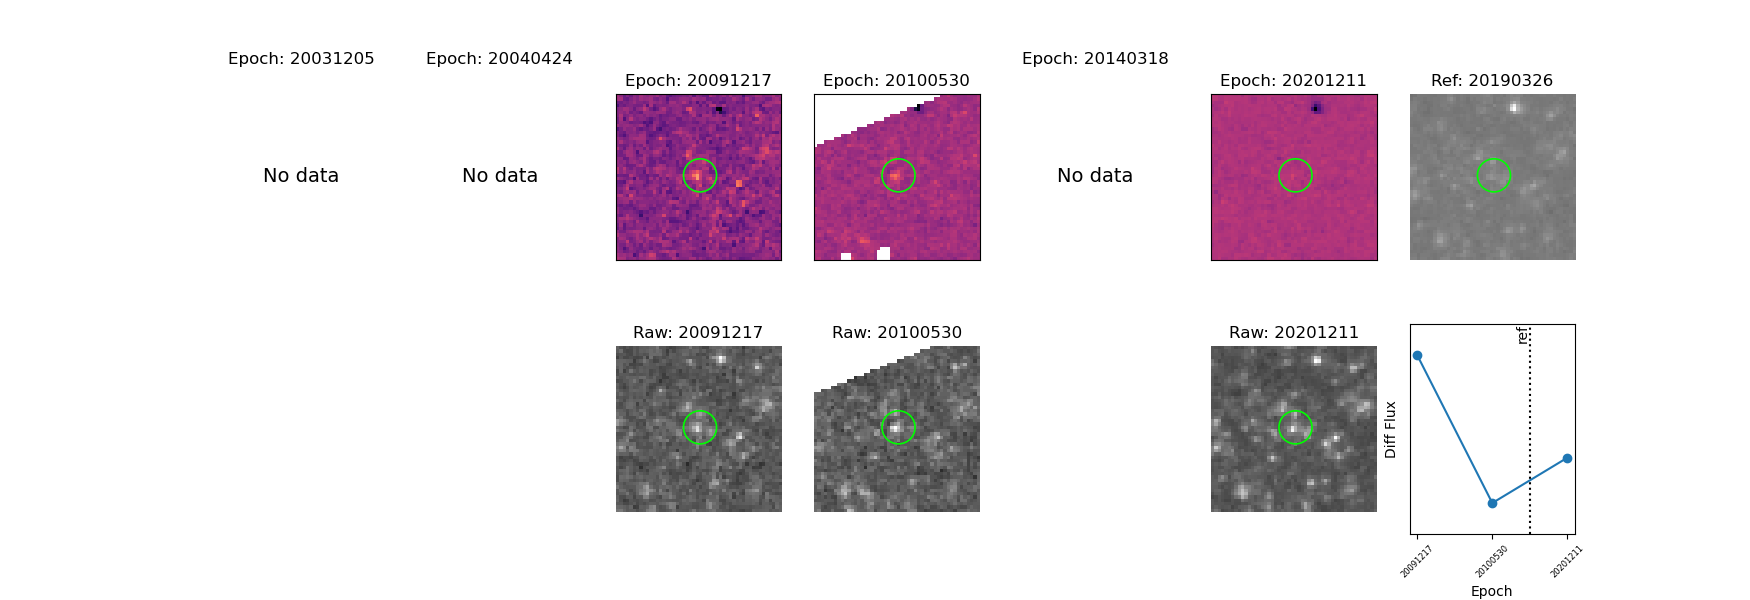 Epoch: 20031205
Epoch: 20040424
Epoch: 20140318
Epoch: 20091217
Epoch: 20100530
Epoch: 20201211
Ref: 20190326
No data
No data
No data
Raw: 20091217
Raw: 20100530
Raw: 20201211
ref
Diff Flux
20091217
20100530
20201211
Epoch